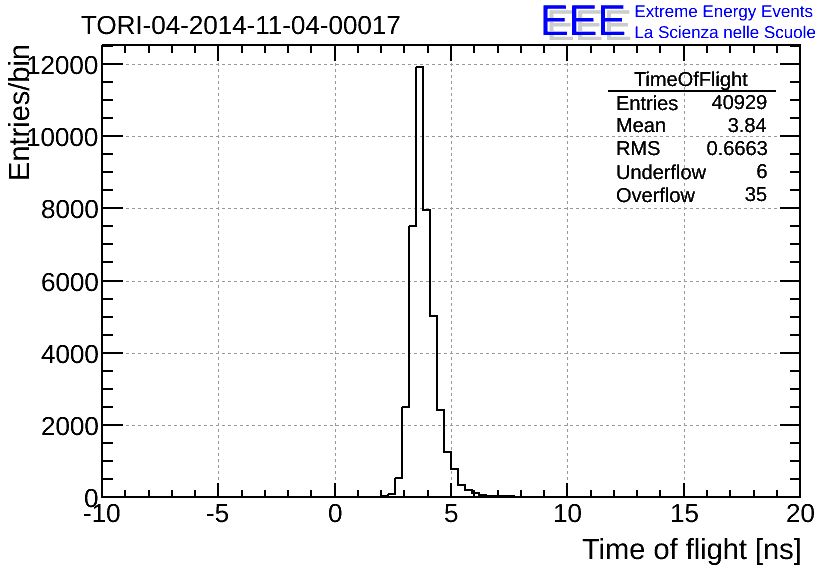 TORI-04-2014-11-04-00017
EEE Extreme Energy Events
La Scienza nelle Scuole
Entries/bin
12000
10000
8000
6000
4000
2000
0
TimeOfFlight
Entries 40929
Mean 3.84
RMS 0.6663
Underflow 6
Overflow 35
-10 -5 0 5 10 15 20
Time of flight [ns]